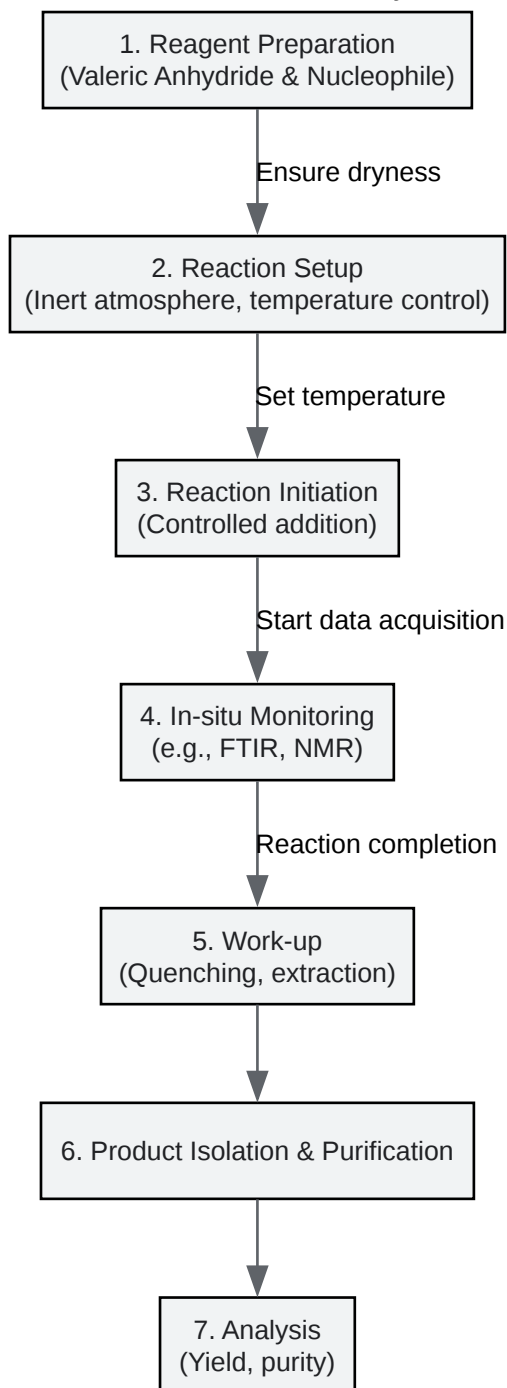 1. Reagent Preparation
(Valeric Anhydride & Nucleophile)
Ensure dryness
2. Reaction Setup
(Inert atmosphere, temperature control)
Set temperature
3. Reaction Initiation
(Controlled addition)
Start data acquisition
4. In-situ Monitoring
(e.g., FTIR, NMR)
Reaction completion
5. Work-up
(Quenching, extraction)
6. Product Isolation & Purification
7. Analysis
(Yield, purity)